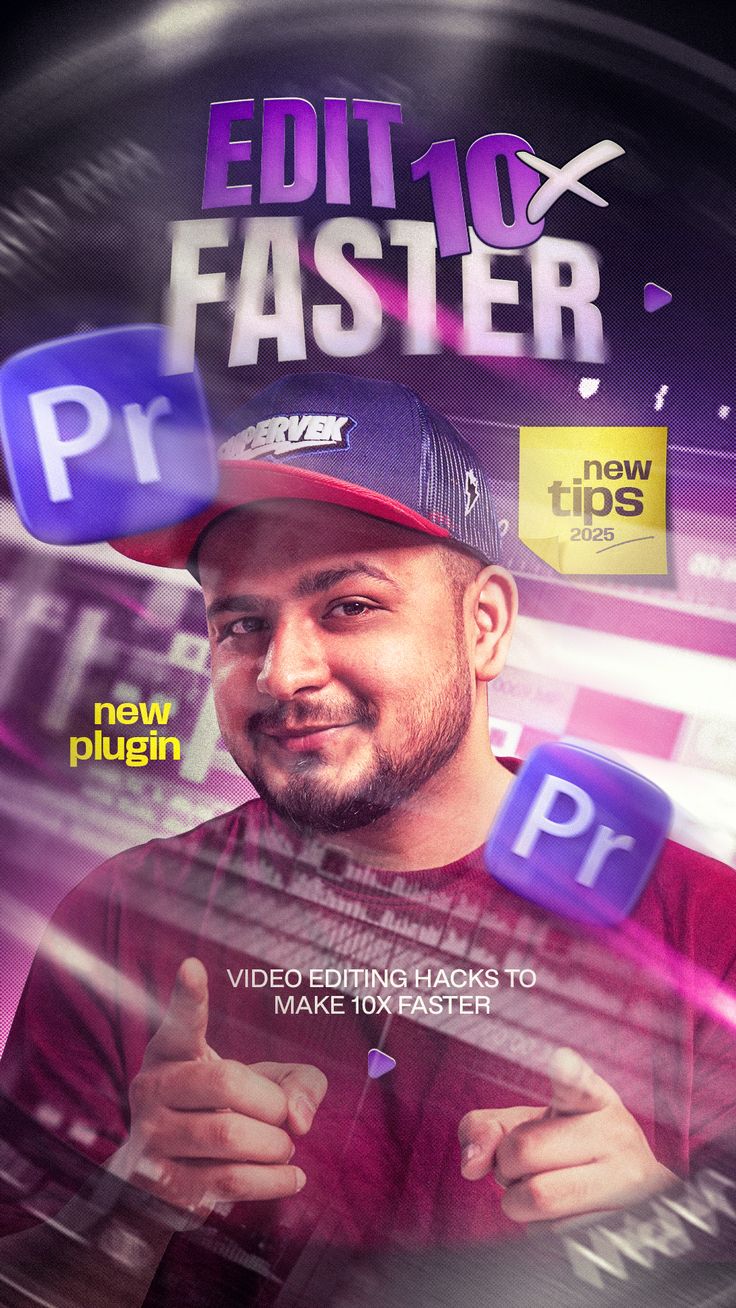 EDIT 10X
FASTER
Pr
new
tips
2025
new
plugin
Pr
VIDEO EDITING HACKS TO
MAKE 10X FASTER